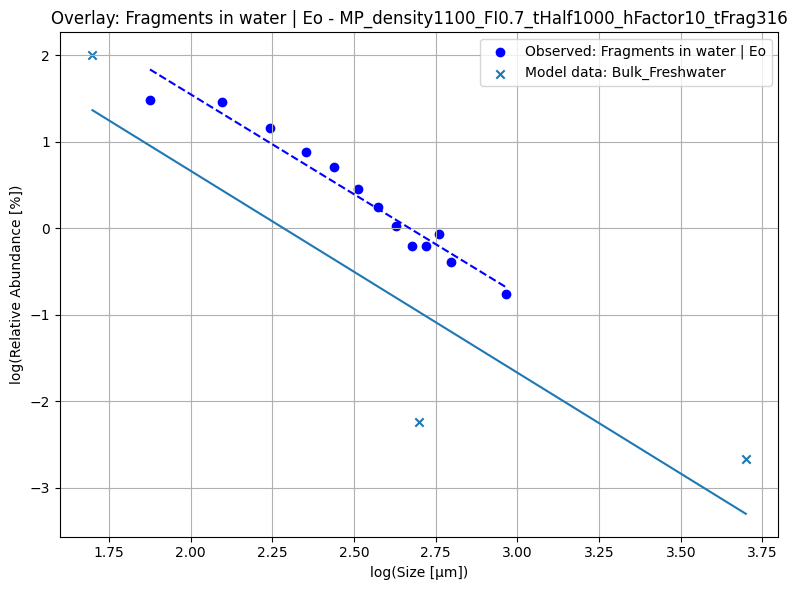 Overlay: Fragments in water | Eo - MP_density1100_FI0.7_tHalf1000_hFactor10_tFrag316
Observed: Fragments in water | Eo
Model data: Bulk_Freshwater
log(Relative Abundance [%])
2
1
0
−1
−2
−3
1.75 2.00 2.25 2.50 2.75 3.00 3.25 3.50 3.75
log(Size [μm])